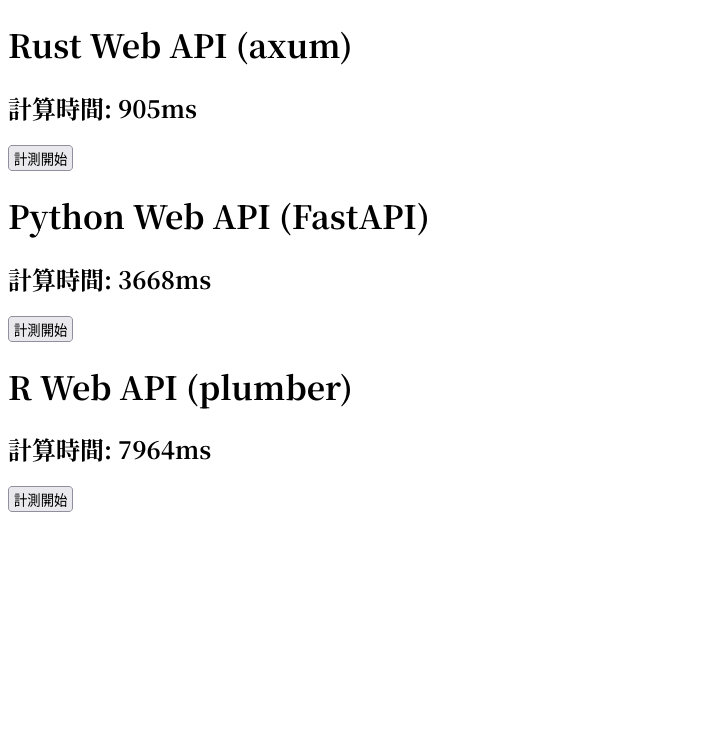 Rust Web API (axum)
計算時間: 905ms
計測開始
Python Web API (FastAPI)
計算時間: 3668ms
計測開始
R Web API (plumber)
計算時間: 7964ms
計測開始